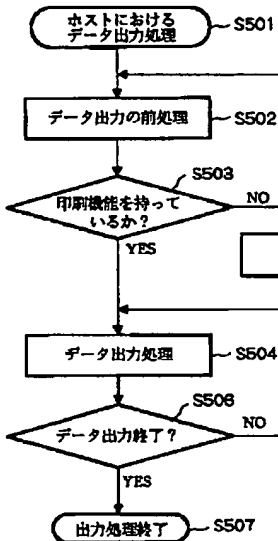 ホストにおける
データ出力処理
S501
データ出力の前処理
S502
S503
印刷機能を持って
いるか?
NO
YES
データ出力処理
S504
S506
データ出力終了?
NO
YES
出力処理終了
S507